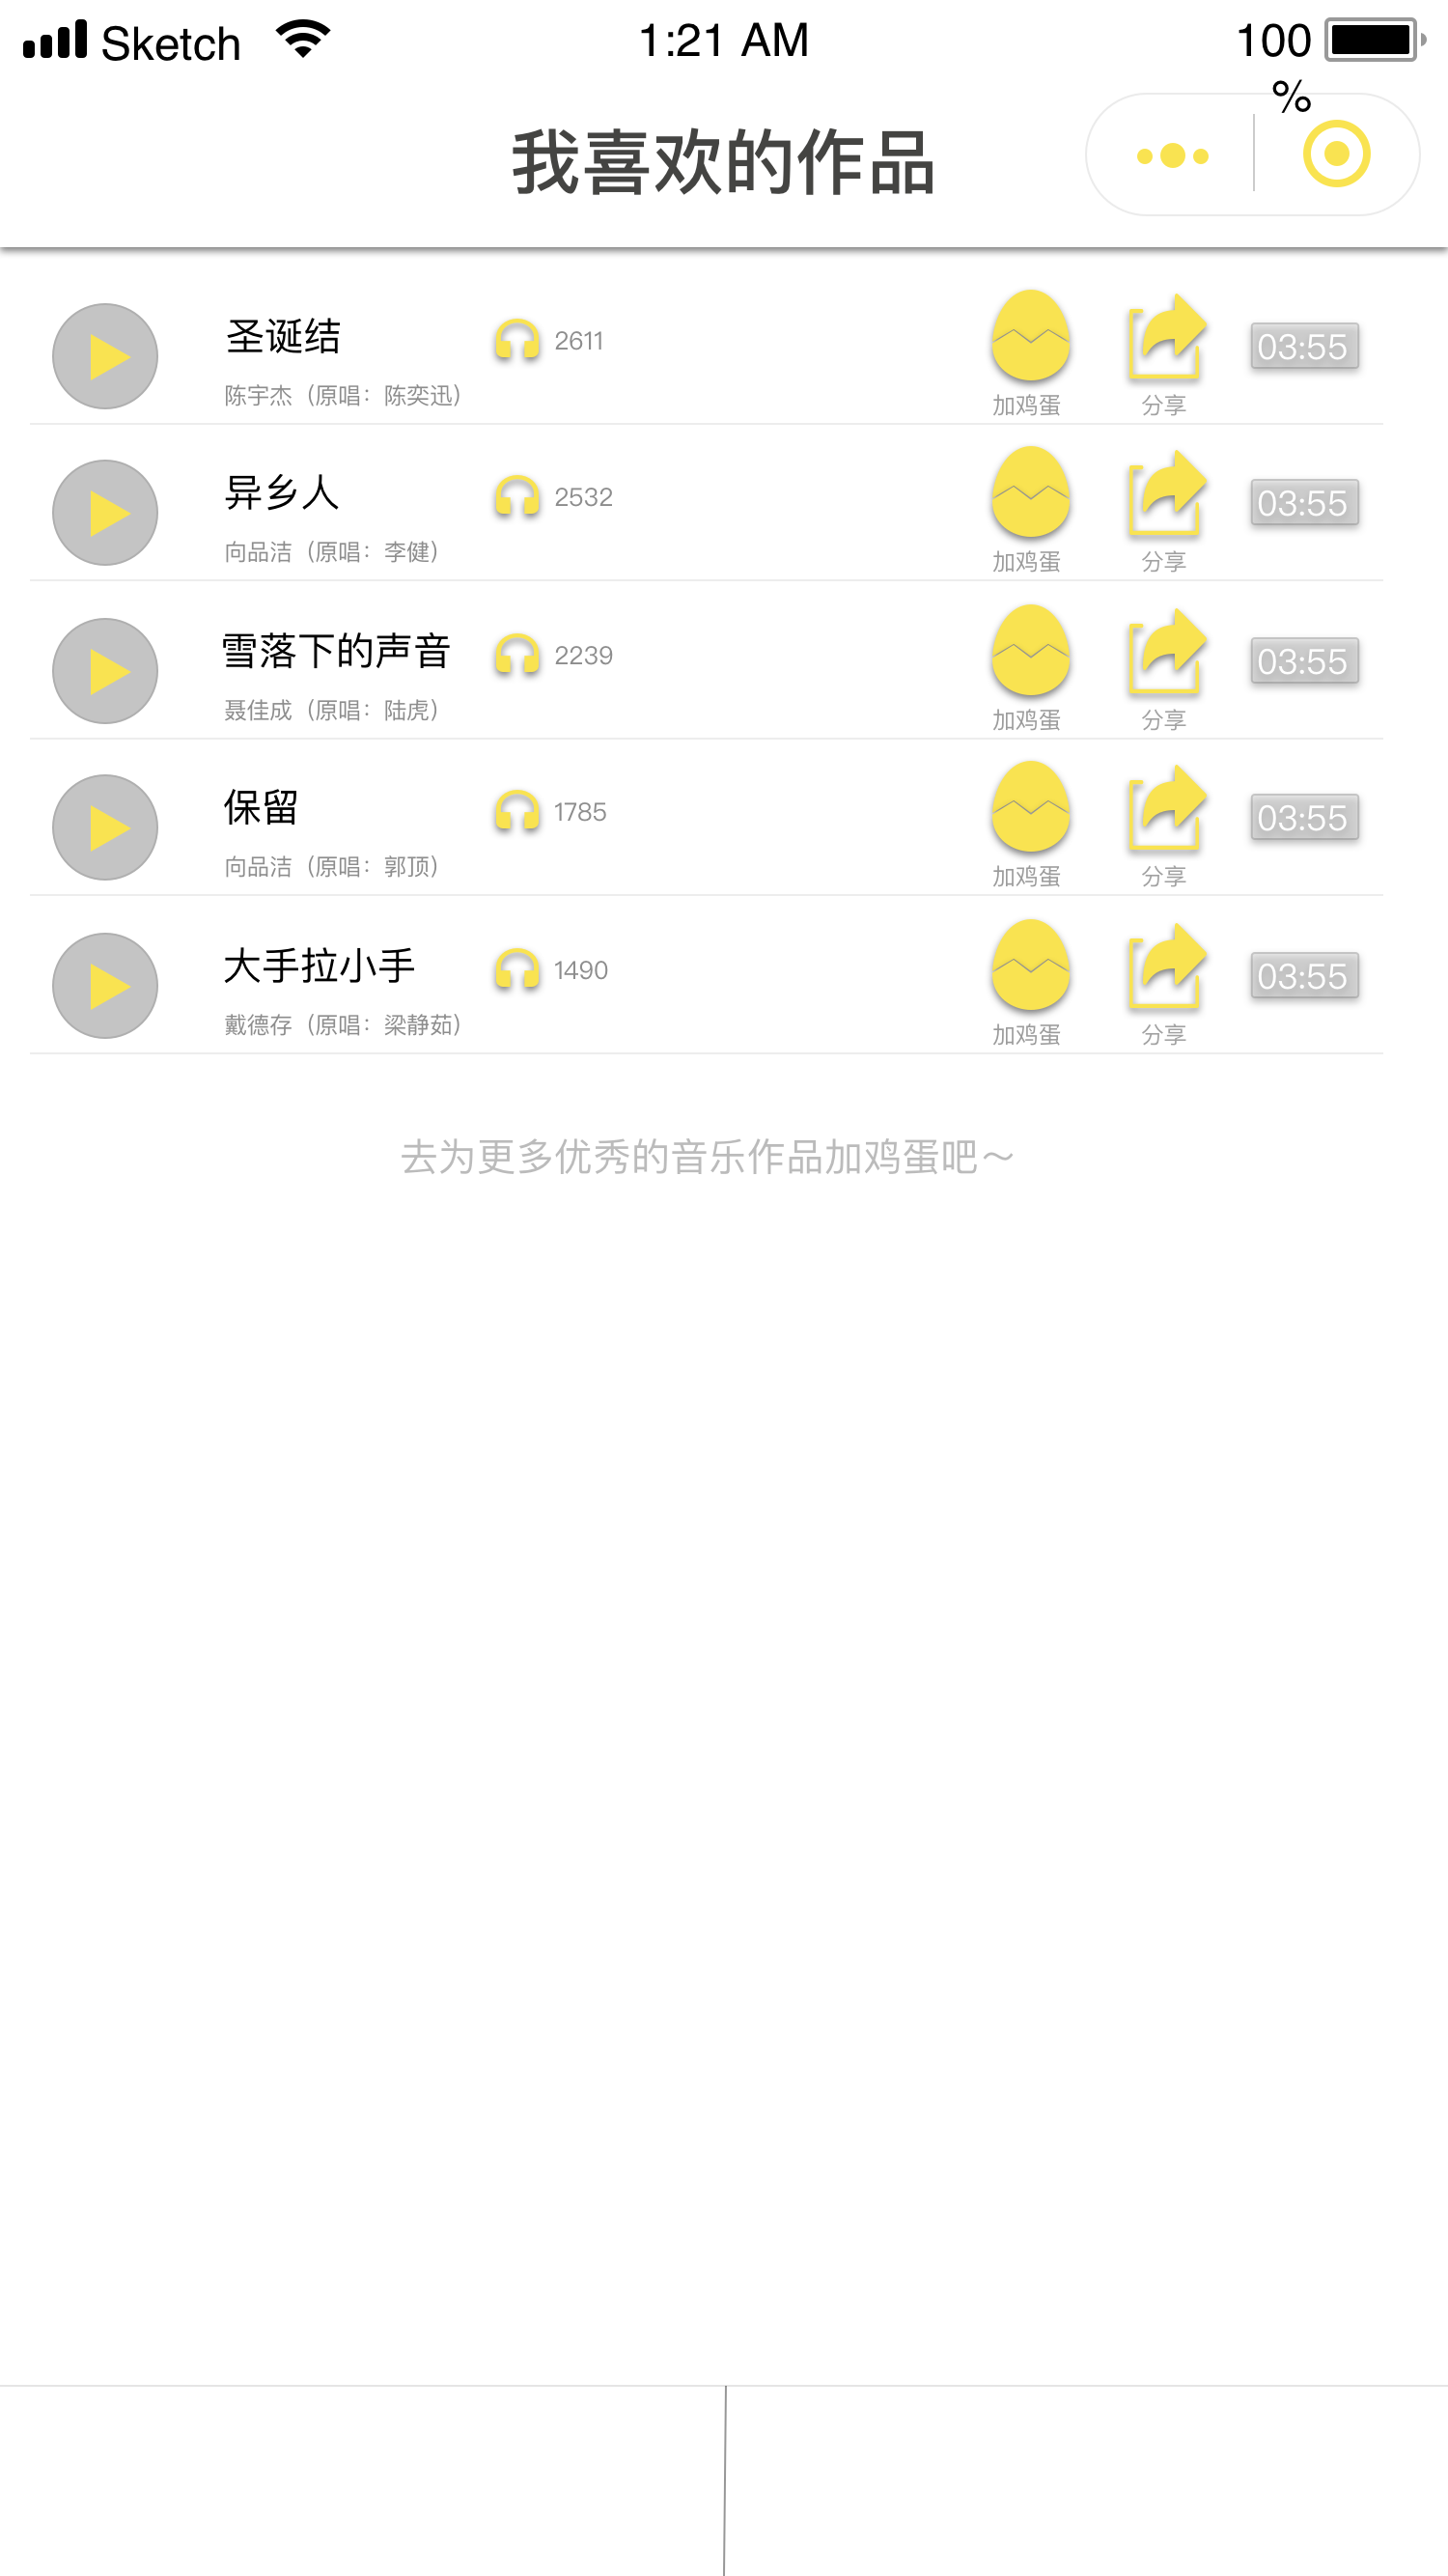 Sketch 1:21 AM 100
%
我喜欢的作品
圣诞结 2611 03:55
陈宇杰（原唱：陈奕迅） 加鸡蛋 分享
异乡人 2532 03:55
向品洁（原唱：李健） 加鸡蛋 分享
雪落下的声音 2239 03:55
聂佳成（原唱：陆虎） 加鸡蛋 分享
保留 1785 03:55
向品洁（原唱：郭顶） 加鸡蛋 分享
大手拉小手 1490 03:55
戴德存（原唱：梁静茹） 加鸡蛋 分享
去为更多优秀的音乐作品加鸡蛋吧～